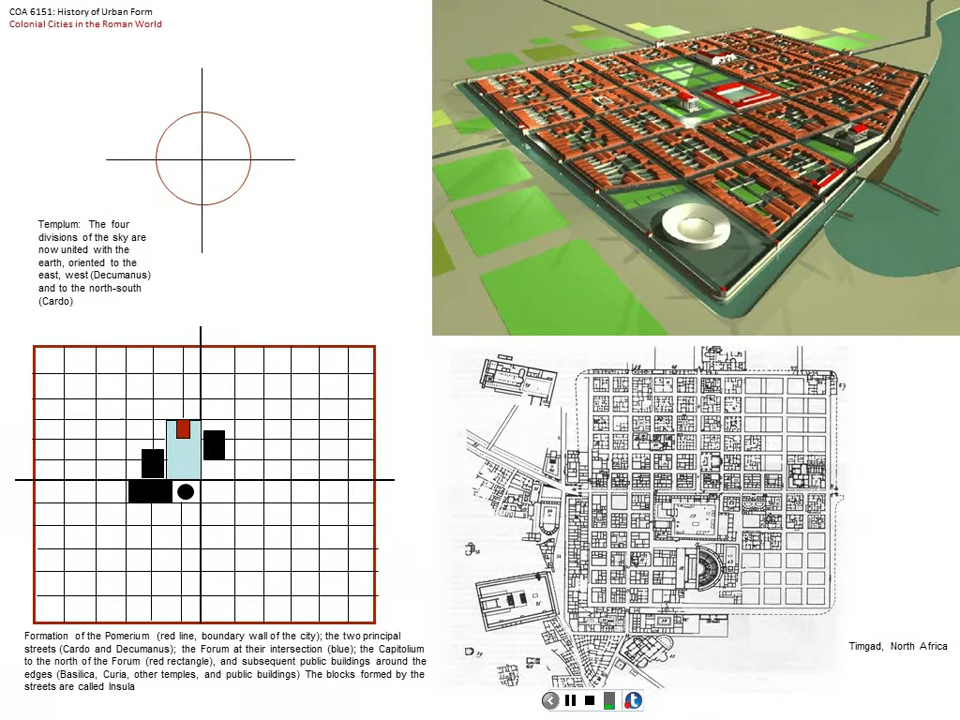 COA 6151: History of Urban Form
Colonial Cities in the Roman World
Templum: The four
divisions of the sky are
now united with the
earth, oriented to the
east, west (Decumanus)
and to the north-south
(Cardo)
Formation of the Pomerium (red line, boundary wall of the city); the two principal
streets (Cardo and Decumanus); the Forum at their intersection (blue); the Capitolium
to the north of the Forum (red rectangle), and subsequent public buildings around the
edges (Basilica, Curia, other temples, and public buildings) The blocks formed by the
streets are called Insula
Timgad, North Africa